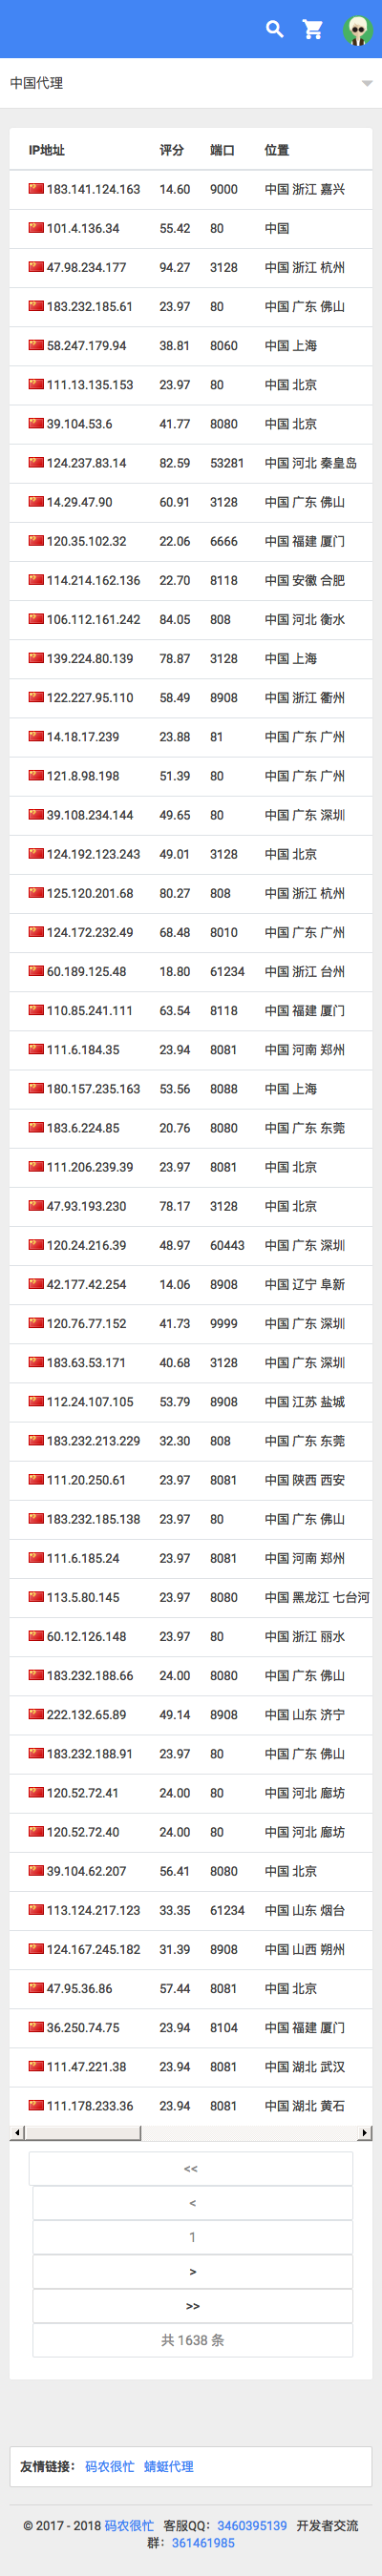 中国代理
IP地址 评分 端口 位置
183.141.124.163 14.60 9000 中国 浙江 嘉兴
101.4.136.34 55.42 80 中国
47.98.234.177 94.27 3128 中国 浙江 杭州
183.232.185.61 23.97 80 中国 广东 佛山
58.247.179.94 38.81 8060 中国 上海
111.13.135.153 23.97 80 中国 北京
39.104.53.6 41.77 8080 中国 北京
124.237.83.14 82.59 53281 中国 河北 秦皇岛
14.29.47.90 60.91 3128 中国 广东 佛山
120.35.102.32 22.06 6666 中国 福建 厦门
114.214.162.136 22.70 8118 中国 安徽 合肥
106.112.161.242 84.05 808 中国 河北 衡水
139.224.80.139 78.87 3128 中国 上海
122.227.95.110 58.49 8908 中国 浙江 衢州
14.18.17.239 23.88 81 中国 广东 广州
121.8.98.198 51.39 80 中国 广东 广州
39.108.234.144 49.65 80 中国 广东 深圳
124.192.123.243 49.01 3128 中国 北京
125.120.201.68 80.27 808 中国 浙江 杭州
124.172.232.49 68.48 8010 中国 广东 广州
60.189.125.48 18.80 61234 中国 浙江 台州
110.85.241.111 63.54 8118 中国 福建 厦门
111.6.184.35 23.94 8081 中国 河南 郑州
180.157.235.163 53.56 8088 中国 上海
183.6.224.85 20.76 8080 中国 广东 东莞
111.206.239.39 23.97 8081 中国 北京
47.93.193.230 78.17 3128 中国 北京
120.24.216.39 48.97 60443 中国 广东 深圳
42.177.42.254 14.06 8908 中国 辽宁 阜新
120.76.77.152 41.73 9999 中国 广东 深圳
183.63.53.171 40.68 3128 中国 广东 深圳
112.24.107.105 53.79 8908 中国 江苏 盐城
183.232.213.229 32.30 808 中国 广东 东莞
111.20.250.61 23.97 8081 中国 陕西 西安
183.232.185.138 23.97 80 中国 广东 佛山
111.6.185.24 23.97 8081 中国 河南 郑州
113.5.80.145 23.97 8080 中国 黑龙江 七台河
60.12.126.148 23.97 80 中国 浙江 丽水
183.232.188.66 24.00 8080 中国 广东 佛山
222.132.65.89 49.14 8908 中国 山东 济宁
183.232.188.91 23.97 80 中国 广东 佛山
120.52.72.41 24.00 80 中国 河北 廊坊
120.52.72.40 24.00 80 中国 河北 廊坊
39.104.62.207 56.41 8080 中国 北京
113.124.217.123 33.35 61234 中国 山东 烟台
124.167.245.182 31.39 8908 中国 山西 朔州
47.95.36.86 57.44 8081 中国 北京
36.250.74.75 23.94 8104 中国 福建 厦门
111.47.221.38 23.94 8081 中国 湖北 武汉
111.178.233.36 23.94 8081 中国 湖北 黄石
<<
<
1
>
>>
共 1638 条
友情链接： 码农很忙 蜻蜓代理
© 2017 - 2018 码农很忙 客服QQ：3460395139 开发者交流
群：361461985